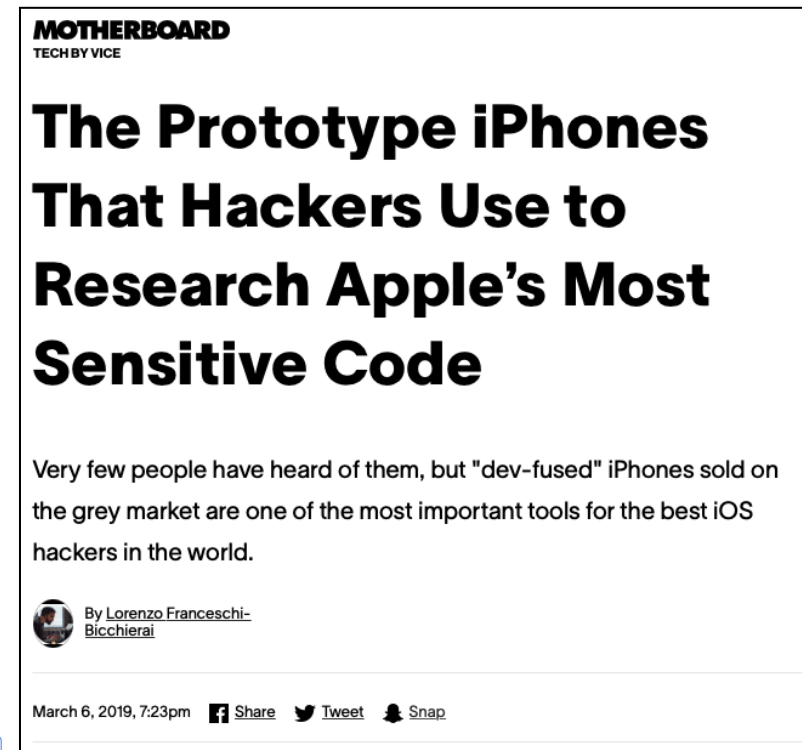 MOTHERBOARD
TECH BY VICE
The Prototype iPhones
That Hackers Use to
Research Apple’s Most
Sensitive Code
Very few people have heard of them, but "dev-fused" iPhones sold on
the grey market are one of the most important tools for the best iOS
hackers in the world.
By Lorenzo Franceschi-
Bicchierai
March 6, 2019, 7:23pm Share Tweet Snap